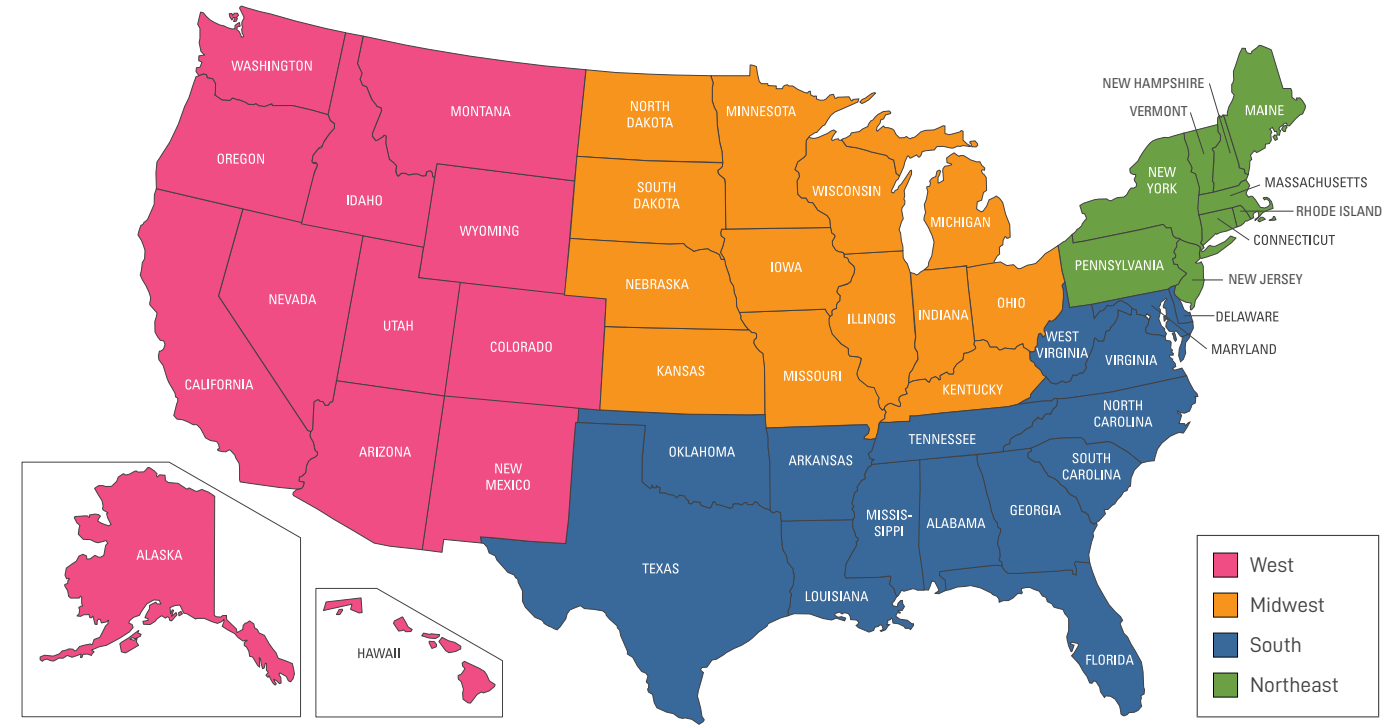 WASHINGTON
OREGON
CALIFORNIA
NEVADA
IDAHO
MONTANA
WYOMING
UTAH
COLORADO
ARIZONA
NEW
MEXICO
ALASKA
HAWAII
NORTH
DAKOTA
SOUTH
DAKOTA
NEBRASKA
KANSAS
MINNESOTA
IOWA
MISSOURI
WISCONSIN
ILLINOIS
MICHIGAN
INDIANA
OHIO
KENTUCKY
OKLAHOMA
TEXAS
ARKANSAS
LOUISIANA
MISSIS-
SIPPI
ALABAMA
TENNESSEE
GEORGIA
FLORIDA
SOUTH
CAROLINA
NORTH
CAROLINA
VIRGINIA
WEST
VIRGINIA
MARYLAND
DELAWARE
NEW JERSEY
PENNSYLVANIA
NEW
YORK
CONNECTICUT
RHODE ISLAND
MASSACHUSETTS
VERMONT
NEW HAMPSHIRE
MAINE
West
Midwest
South
Northeast